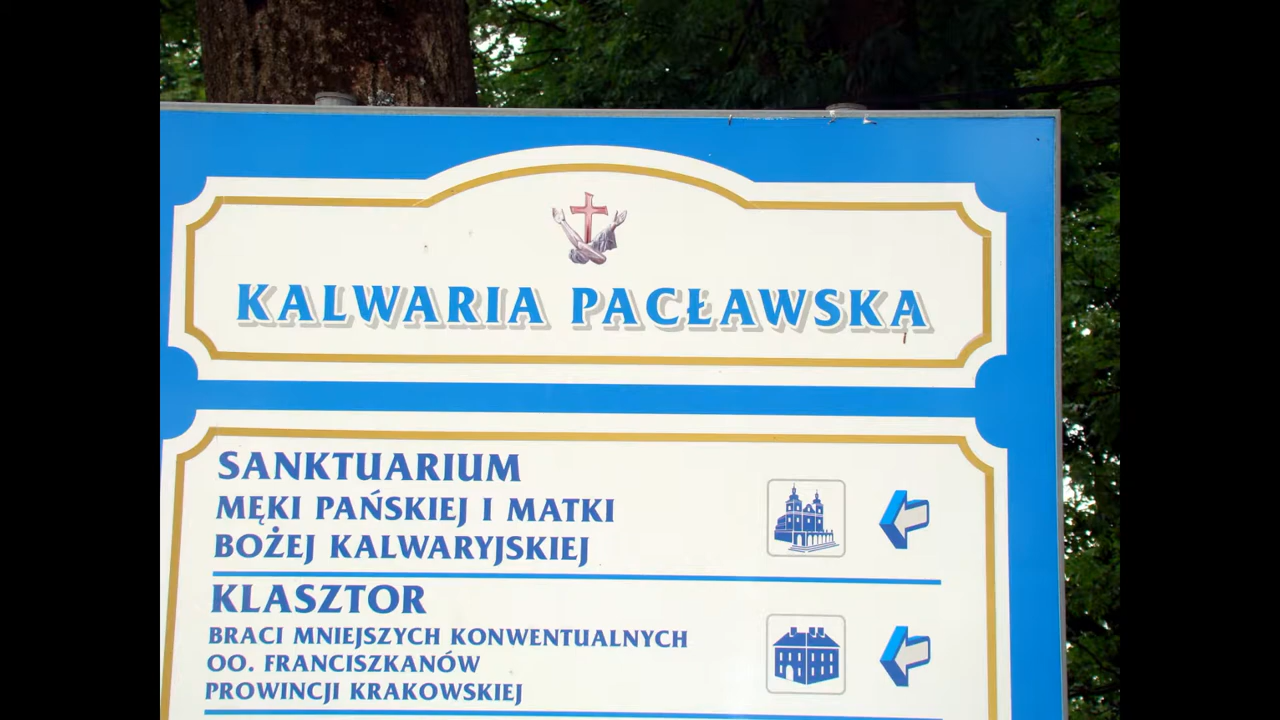 KALWARIA PACŁAWSKA
SANKTUARIUM
MĘKI PAŃSKIEJ I MATKI
BOŻEJ KALWARYJSKIEJ
KLASZTOR
BRACI MNIEJSZYCH KONWENTUALNYCH
OO. FRANCISZKANÓW
PROWINCJI KRAKOWSKIEJ